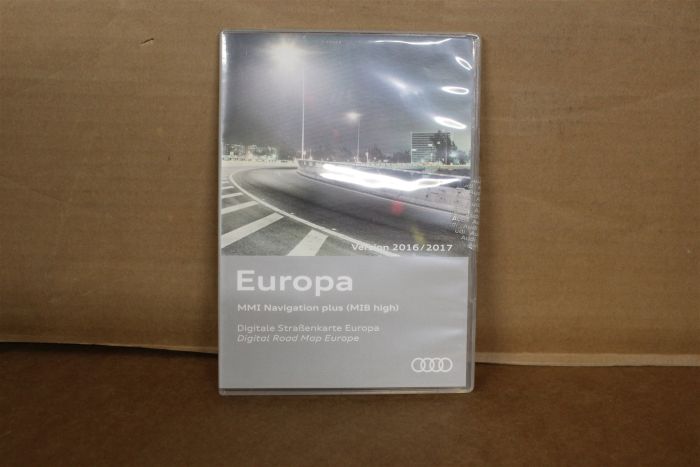 Version 2016/2017
Europa
MMI Navigation plus (MIB high)
Digitale Straßenkarte Europa
Digital Road Map Europe